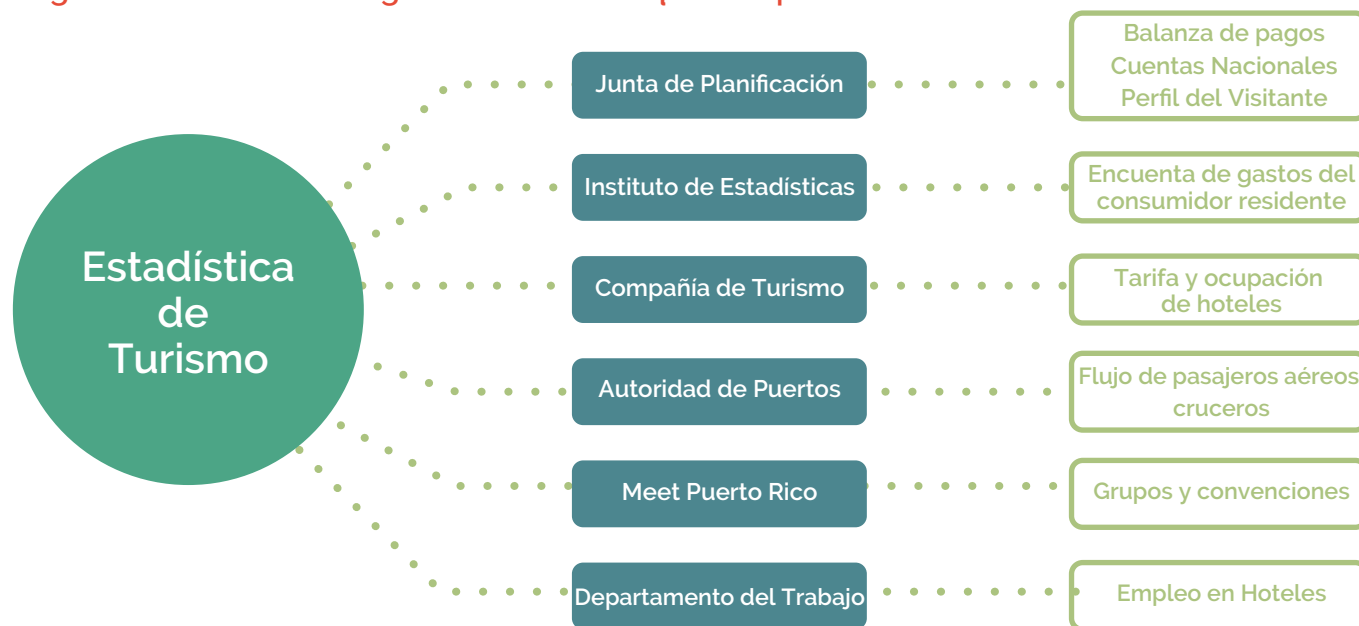 Estadística
de
Turismo
Junta de Planificación
Balanza de pagos
Cuentas Nacionales
Perfil del Visitante
Instituto de Estadísticas
Encuenta de gastos del
consumidor residente
Compañía de Turismo
Tarifa y ocupación
de hoteles
Autoridad de Puertos
Flujo de pasajeros aéreos
cruceros
Meet Puerto Rico
Grupos y convenciones
Departamento del Trabajo
Empleo en Hoteles